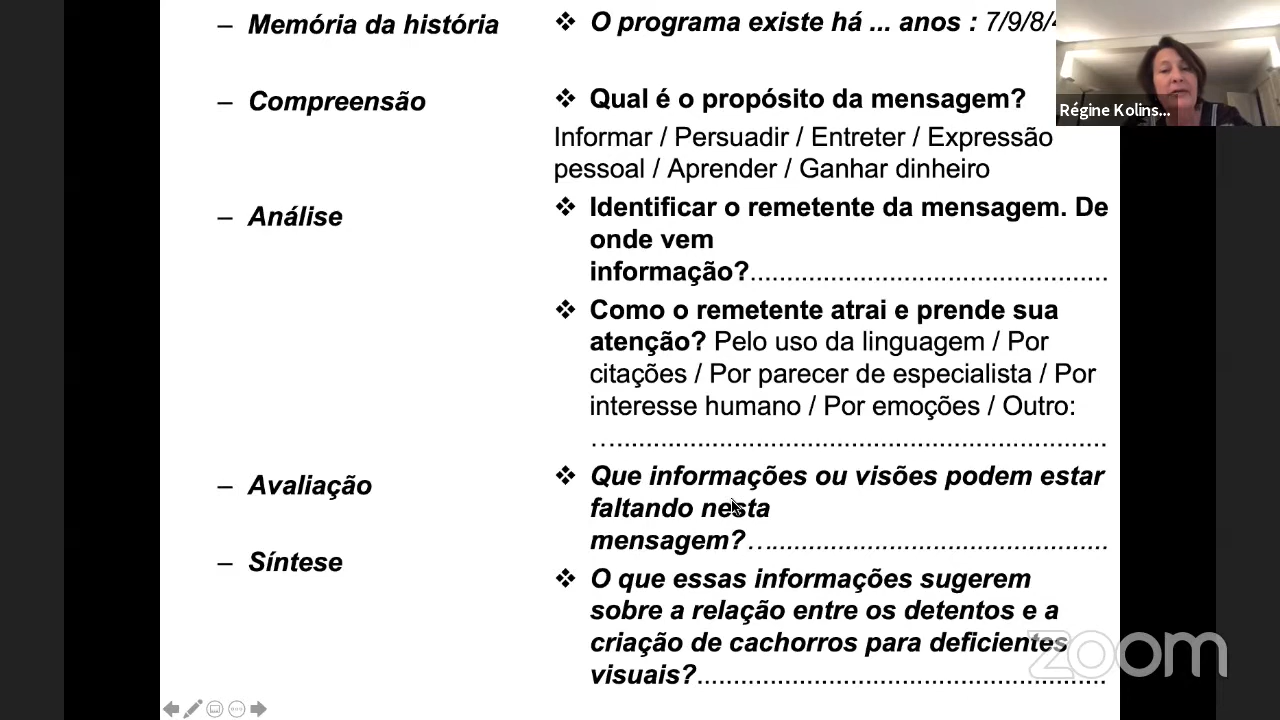 – Memória da história
❖ O programa existe há ... anos : 7/9/8/
– Compreensão
❖ Qual é o propósito da mensagem?
Informar / Persuadir / Entreter / Expressão
pessoal / Aprender / Ganhar dinheiro
– Análise
❖ Identificar o remetente da mensagem. De
onde vem
informação?................................................
❖ Como o remetente atrai e prende sua
atenção? Pelo uso da linguagem / Por
citações / Por parecer de especialista / Por
interesse humano / Por emoções / Outro:
….................................................................
– Avaliação
❖ Que informações ou visões podem estar
faltando nesta
mensagem?…............................................
– Síntese
❖ O que essas informações sugerem
sobre a relação entre os detentos e a
criação de cachorros para deficientes
visuais?......................................................
Régine Kolins...
zoom